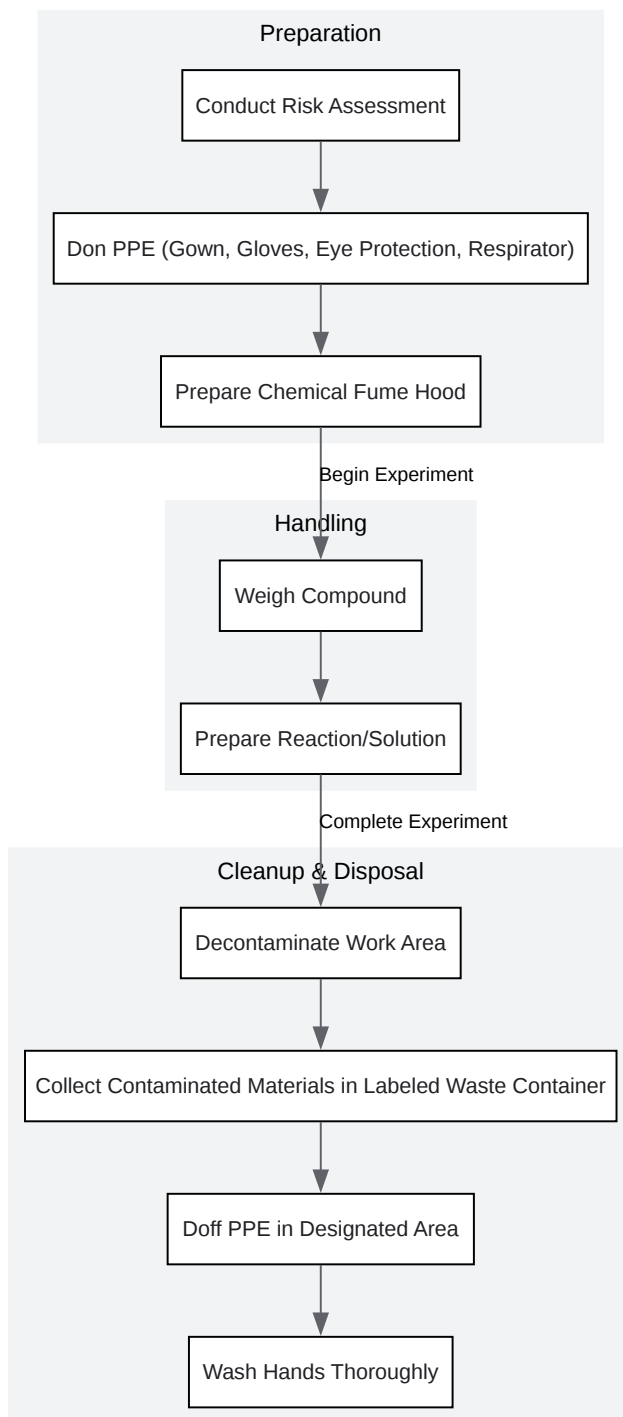 Preparation
Conduct Risk Assessment
Don PPE (Gown, Gloves, Eye Protection, Respirator)
Prepare Chemical Fume Hood
Begin Experiment
Handling
Weigh Compound
Prepare Reaction/Solution
Complete Experiment
Cleanup & Disposal
Decontaminate Work Area
Collect Contaminated Materials in Labeled Waste Container
Doff PPE in Designated Area
Wash Hands Thoroughly